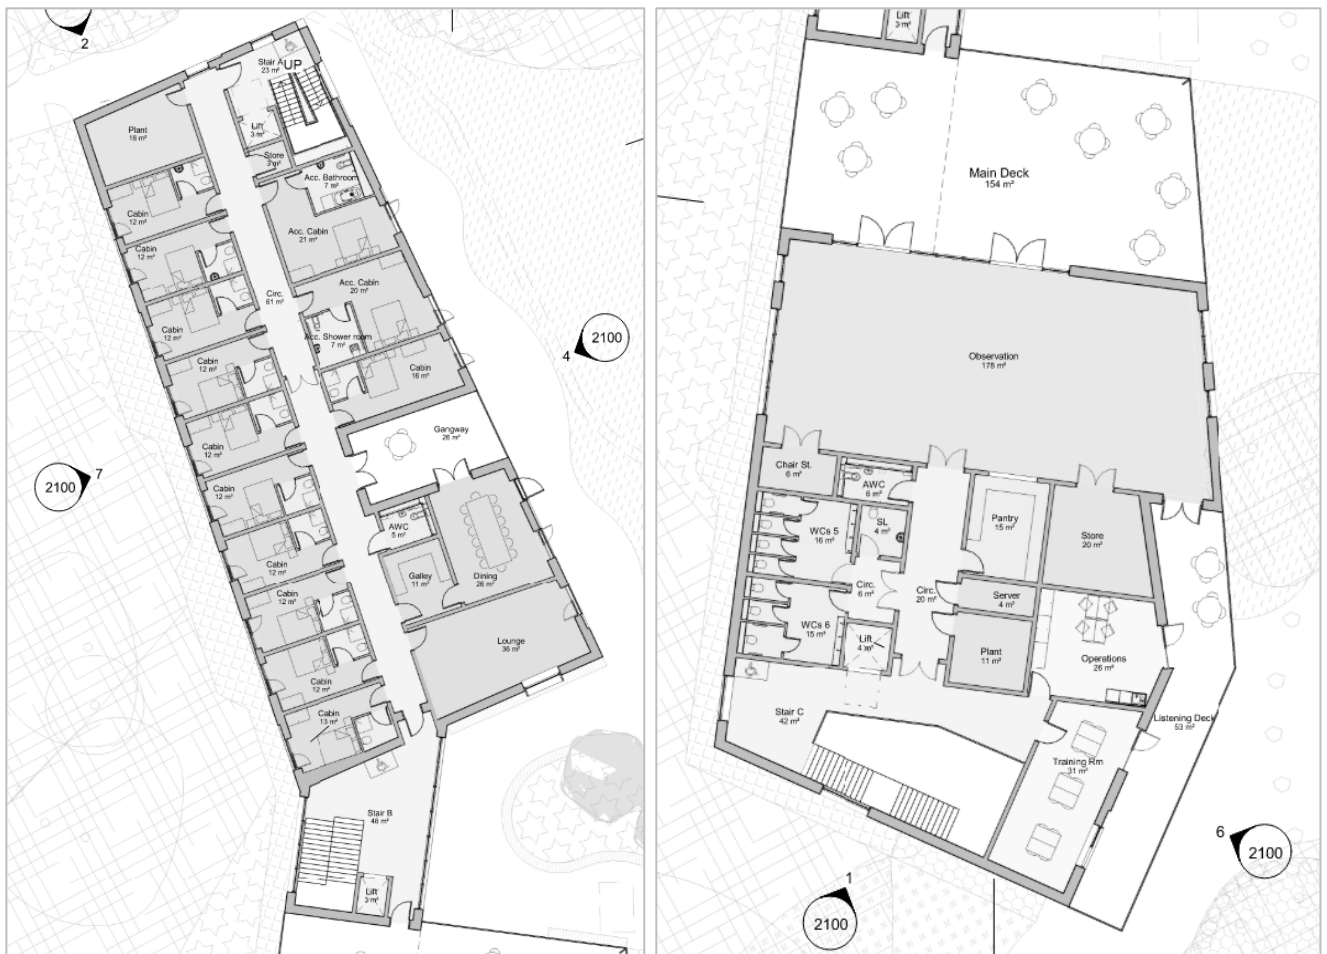 2
Stair A
23 m²
UP
Plant
18 m²
Lift
3 m²
Store
3 m²
Acc. Bathroom
7 m²
Cabin
12 m²
Acc. Cabin
21 m²
Cabin
12 m²
Acc. Cabin
20 m²
Circ.
61 m²
Cabin
12 m²
Acc. Shower room
7 m²
2100
4
Cabin
12 m²
Cabin
16 m²
Gangway
26 m²
Cabin
12 m²
2100
7
Cabin
12 m²
AWC
5 m²
Cabin
12 m²
Galley
11 m²
Dining
26 m²
Cabin
12 m²
Lounge
36 m²
Cabin
12 m²
Cabin
13 m²
Stair B
48 m²
Lift
3 m²
Lift
3 m²
Main Deck
154 m²
Observation
178 m²
Chair St.
6 m²
AWC
6 m²
Pantry
15 m²
SL
4 m²
WCs 5
16 m²
Store
20 m²
Circ.
6 m²
Circ.
20 m²
Server
4 m²
WCs 6
15 m²
Lift
Plant
11 m²
Operations
26 m²
Stair C
42 m²
Listening Deck
53 m²
Training Rm
31 m²
6
2100
1
2100